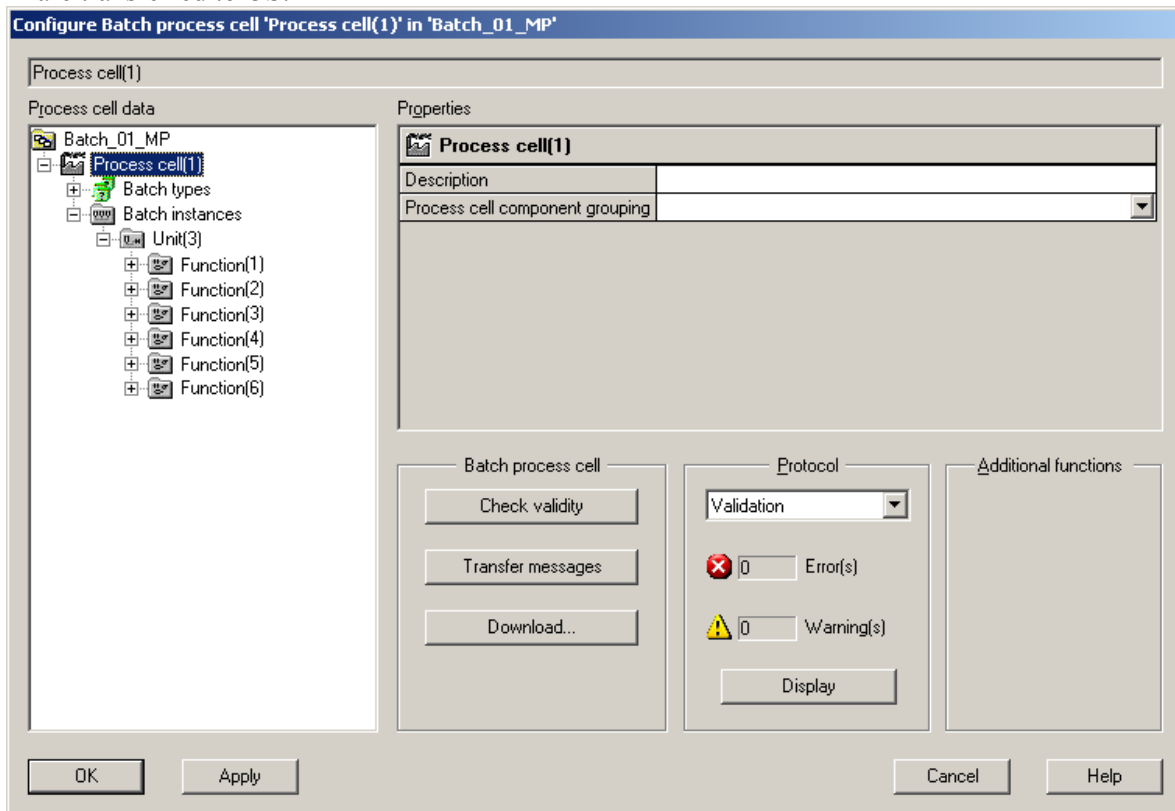 Configure Batch process cell 'Process cell(1)' in 'Batch_01_MP'
Process cell(1)
Process cell data
Batch_01_MP
Process cell(1)
Batch types
Batch instances
Unit(3)
Function(1)
Function(2)
Function(3)
Function(4)
Function(5)
Function(6)
Properties
Process cell(1)
Description
Process cell component grouping
Batch process cell
Check validity
Transfer messages
Download...
Protocol
Validation
0 Error(s)
0 Warning(s)
Display
Additional functions
OK
Apply
Cancel
Help